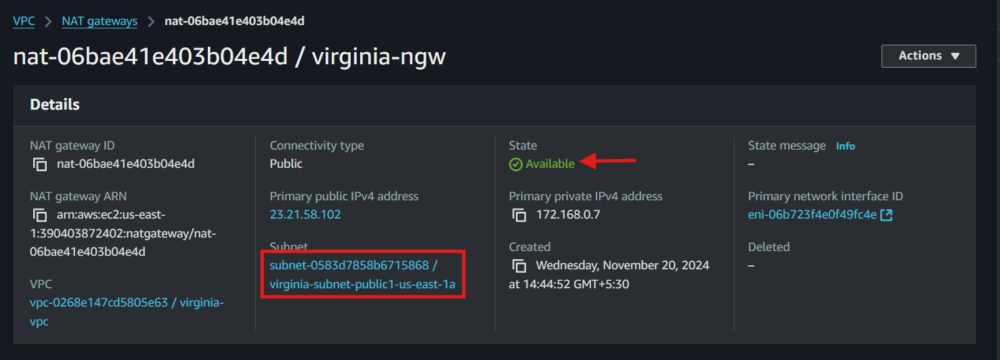 VPC > NAT gateways > nat-06bae41e403b04e4d
nat-06bae41e403b04e4d / virginia-ngw
Actions
Details
NAT gateway ID
nat-06bae41e403b04e4d
NAT gateway ARN
arn:aws:ec2:us-east-
1:390403872402:natgateway/nat-
06bae41e403b04e4d
VPC
vpc-0268e147cd5805e63 / virginia-
vpc
Connectivity type
Public
Primary public IPv4 address
23.21.58.102
Subnet
subnet-0583d7858b6715868 /
virginia-subnet-public1-us-east-1a
State
Available
Primary private IPv4 address
172.168.0.7
Created
Wednesday, November 20, 2024
at 14:44:52 GMT+5:30
State message Info
–
Primary network interface ID
eni-06b723f4e0f49fc4e
Deleted
–